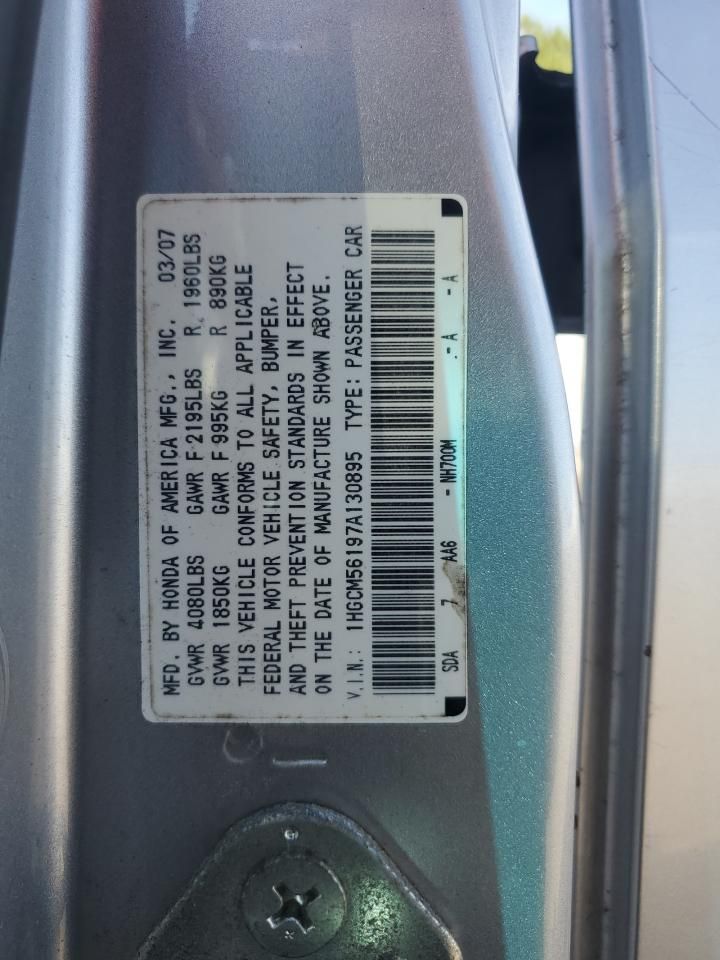 MFD. BY HONDA OF AMERICA MFG., INC. 03/07
GVWR 4080LBS GAWR F 2195LBS R 1960LBS
GVWR 1850KG GAWR F 995KG R 890KG
THIS VEHICLE CONFORMS TO ALL APPLICABLE
FEDERAL MOTOR VEHICLE SAFETY, BUMPER,
AND THEFT PREVENTION STANDARDS IN EFFECT
ON THE DATE OF MANUFACTURE SHOWN ABOVE.
V.I.N.: 1HGCM56197A130895 TYPE: PASSENGER CAR
SDA 7 AA6 - NH700M - A - A